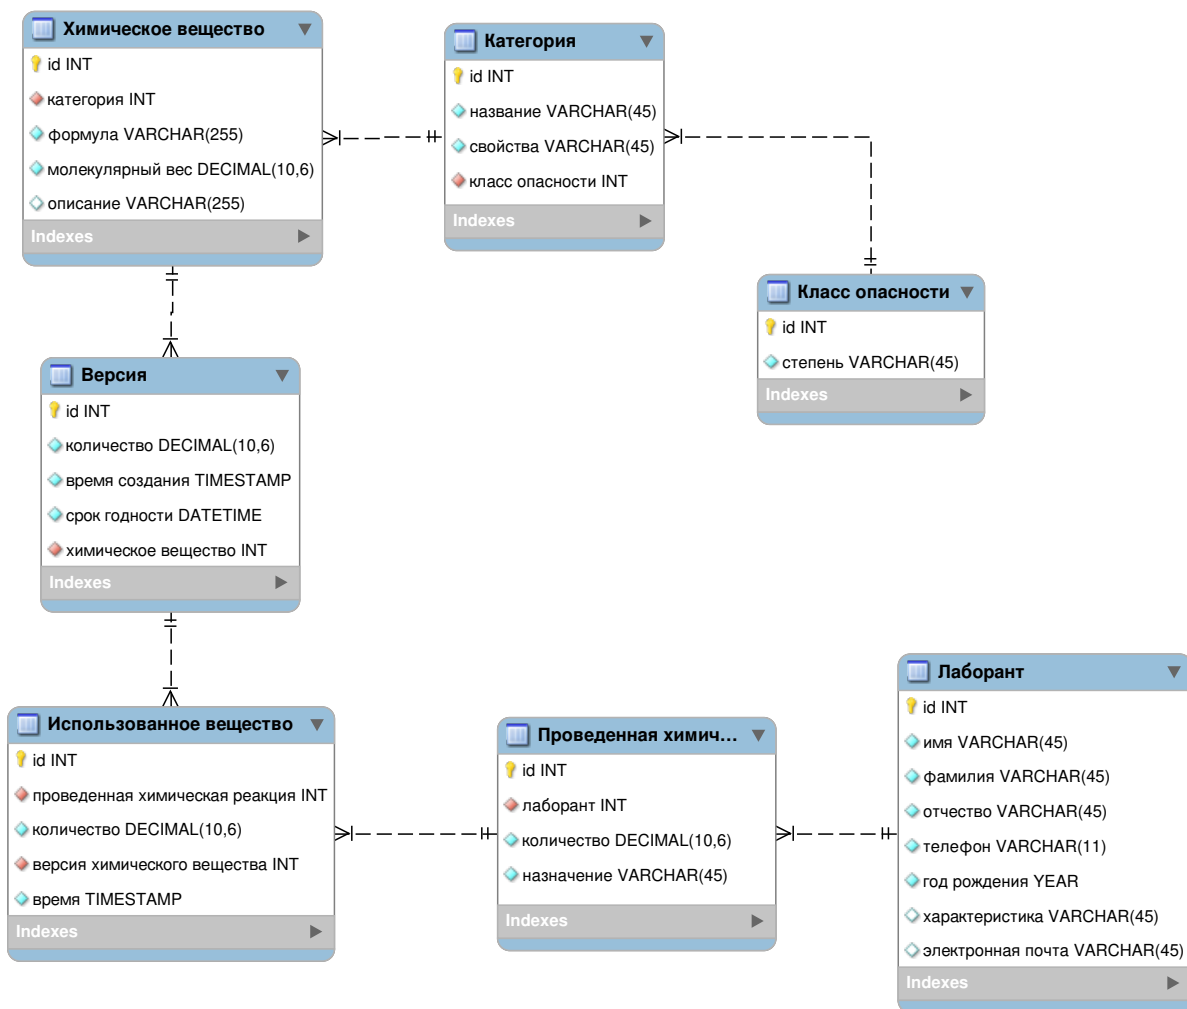 Химическое вещество
id INT
категория INT
формула VARCHAR(255)
молекулярный вес DECIMAL(10,6)
описание VARCHAR(255)
Indexes
Категория
id INT
название VARCHAR(45)
свойства VARCHAR(45)
класс опасности INT
Indexes
Класс опасности
id INT
степень VARCHAR(45)
Indexes
Версия
id INT
количество DECIMAL(10,6)
время создания TIMESTAMP
срок годности DATETIME
химическое вещество INT
Indexes
Использованное вещество
id INT
проведенная химическая реакция INT
количество DECIMAL(10,6)
версия химического вещества INT
время TIMESTAMP
Indexes
Проведенная химич...
id INT
лаборант INT
количество DECIMAL(10,6)
назначение VARCHAR(45)
Indexes
Лаборант
id INT
имя VARCHAR(45)
фамилия VARCHAR(45)
отчество VARCHAR(45)
телефон VARCHAR(11)
год рождения YEAR
характеристика VARCHAR(45)
электронная почта VARCHAR(45)
Indexes